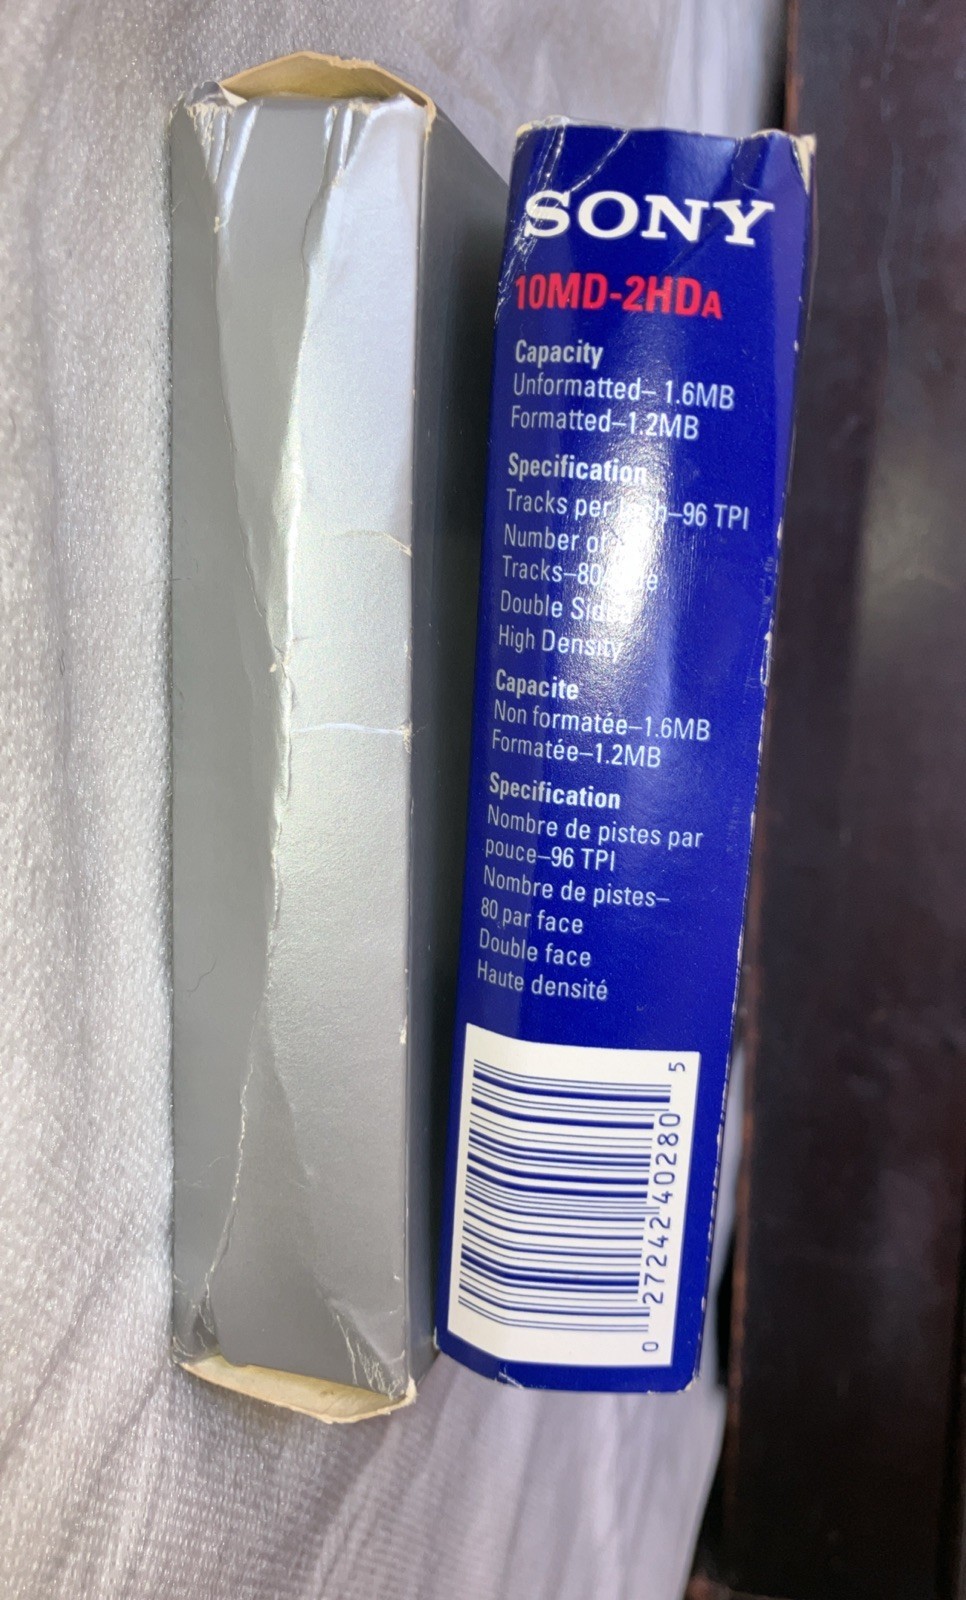 SONY
10MD-2HDA
Capacity
Unformatted– 1.6MB
Formatted–1.2MB
Specification
Tracks per –96 TPI
Number of
Tracks–80
Double
High Density
Capacite
Non formatée–1.6MB
Formatée–1.2MB
Specification
Nombre de pistes par
pouce–96 TPI
Nombre de pistes–
80 par face
Double face
Haute densité
0 27242 40280 5